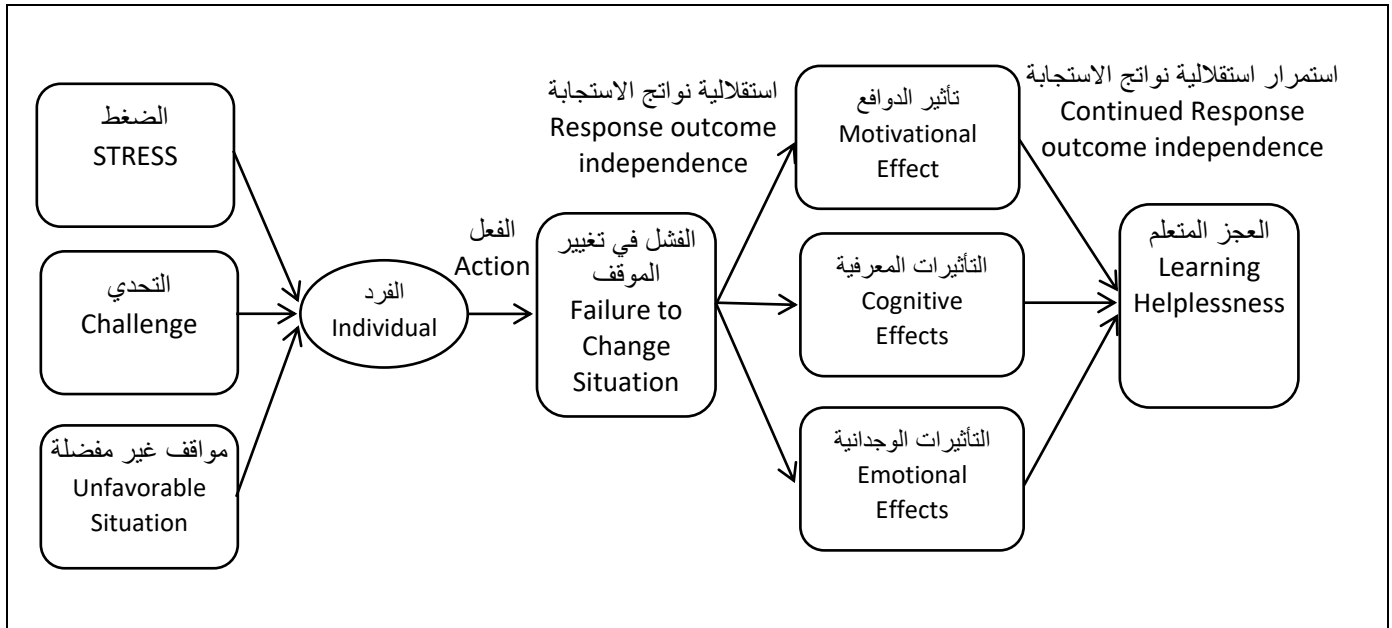 الضغط
STRESS
التحدي
Challenge
مواقف غير مفضلة
Unfavorable
Situation
الفرد
Individual
الفعل
Action
الفشل في تغيير
الموقف
Failure to
Change
Situation
استقلالية نواتج الاستجابة
Response outcome
independence
تأثير الدوافع
Motivational
Effect
التأثيرات المعرفية
Cognitive
Effects
التأثيرات الوجدانية
Emotional
Effects
استمرار استقلالية نواتج الاستجابة
Continued Response
outcome independence
العجز المتعلم
Learning
Helplessness